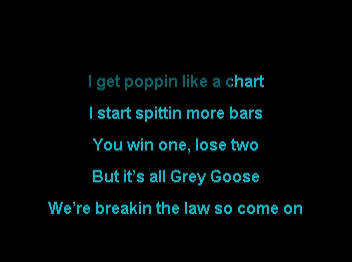 I get poppin like a chart
I start spittin more bars
You win one, lose two
But it's all Grey Goose
We're breakin the law so come on